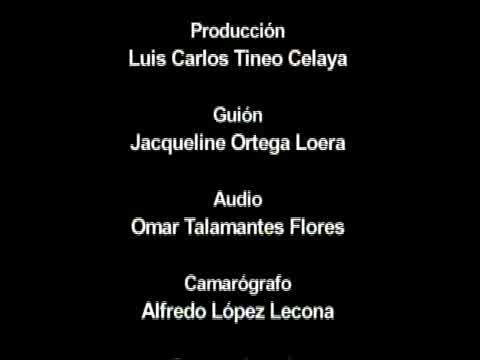 Producción
Luis Carlos Tineo Celaya
Guión
Jacqueline Ortega Loera
Audio
Omar Talamantes Flores
Camarógrafo
Alfredo López Lecona